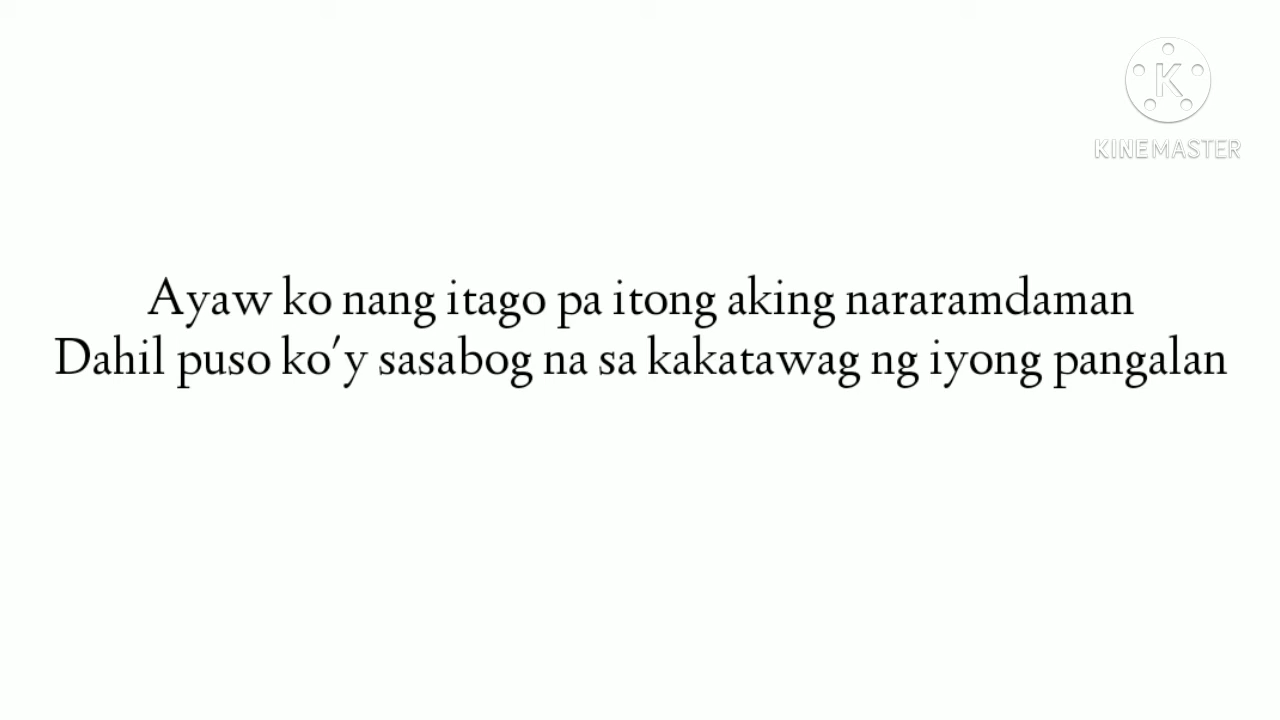 K
KINEMASTER
Ayaw ko nang itago pa itong aking nararamdaman
Dahil puso ko'y sasabog na sa kakatawag ng iyong pangalan